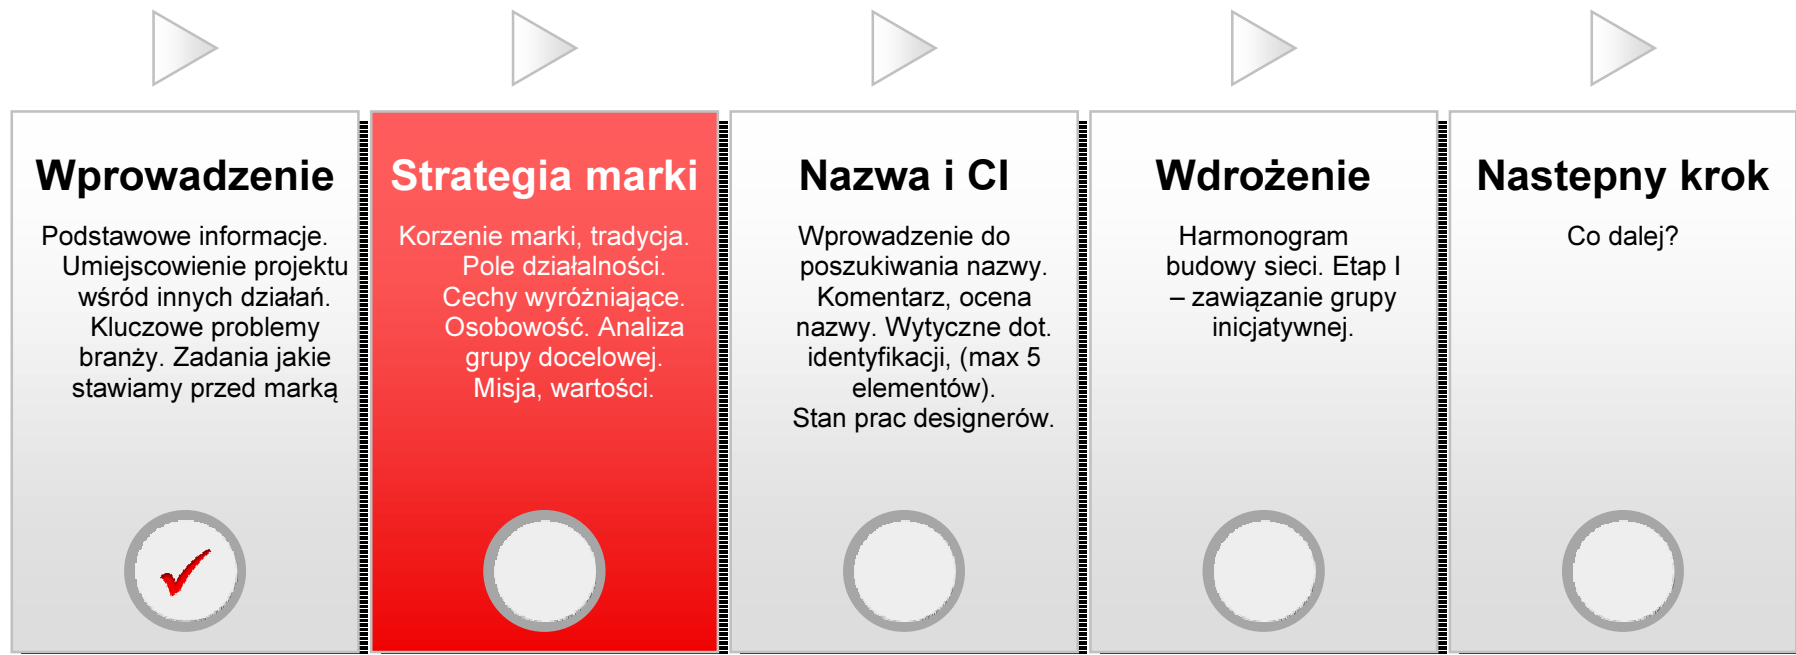 Wprowadzenie
Podstawowe informacje.
Umiejscowienie projektu
wśród innych działań.
Kluczowe problemy
branży. Zadania jakie
stawiamy przed marką
Strategia marki
Korzenie marki, tradycja.
Pole działalności.
Cechy wyróżniające.
Osobowość. Analiza
grupy docelowej.
Misja, wartości.
Nazwa i CI
Wprowadzenie do
poszukiwania nazwy.
Komentarz, ocena
nazwy. Wytyczne dot.
identyfikacji, (max 5
elementów).
Stan prac designerów.
Wdrożenie
Harmonogram
budowy sieci. Etap I
– zawiązanie grupy
inicjatywnej.
Nastepny krok
Co dalej?